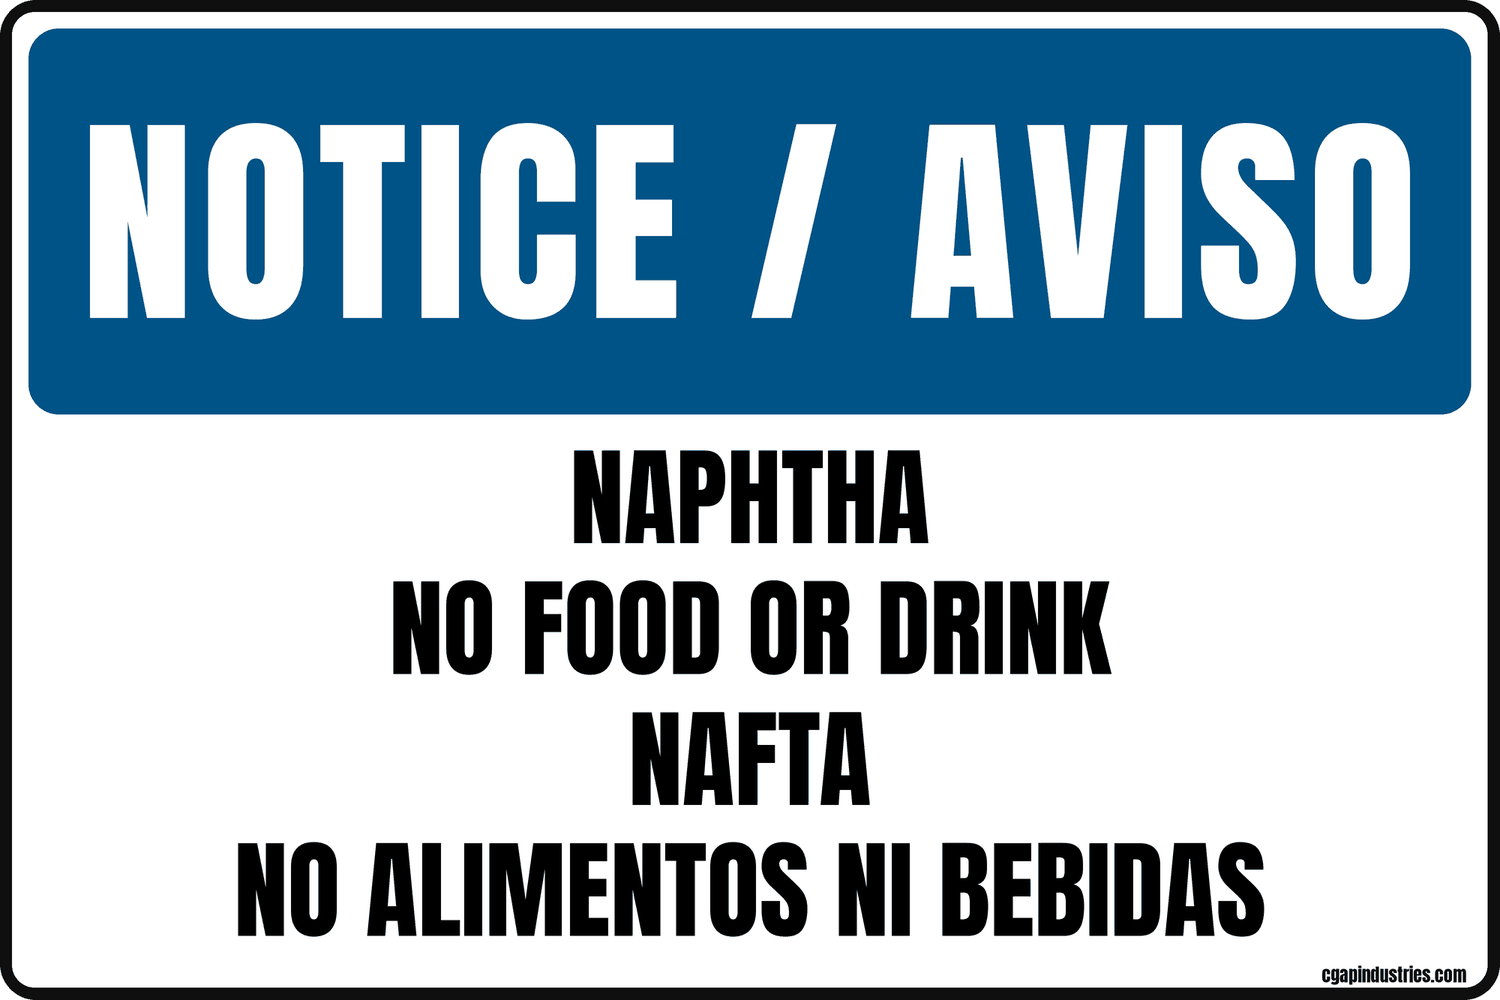 NOTICE / AVISO
NAPHTHA
NO FOOD OR DRINK
NAFTA
NO ALIMENTOS NI BEBIDAS
cgapindustries.com